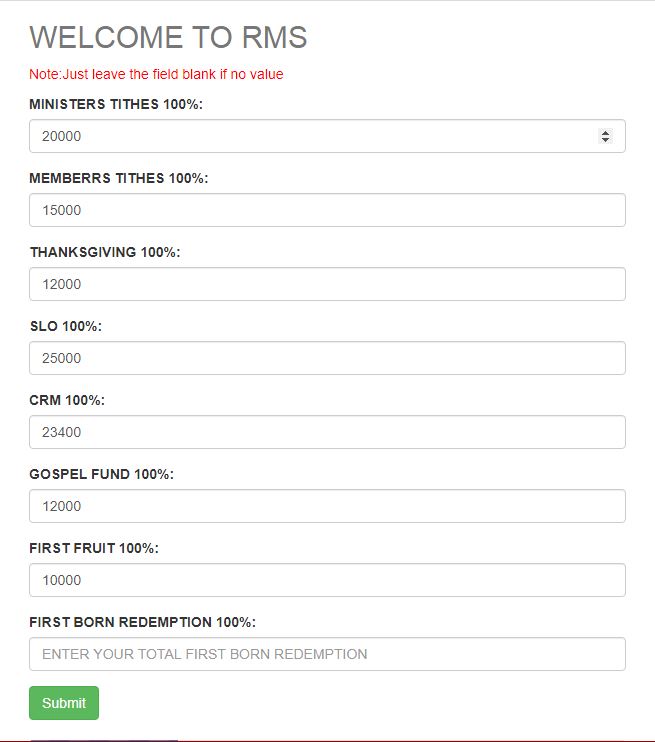 WELCOME TO RMS
Note:Just leave the field blank if no value
MINISTERS TITHES 100%:
20000
MEMBERRS TITHES 100%:
15000
THANKSGIVING 100%:
12000
SLO 100%:
25000
CRM 100%:
23400
GOSPEL FUND 100%:
12000
FIRST FRUIT 100%:
10000
FIRST BORN REDEMPTION 100%:
ENTER YOUR TOTAL FIRST BORN REDEMPTION
Submit